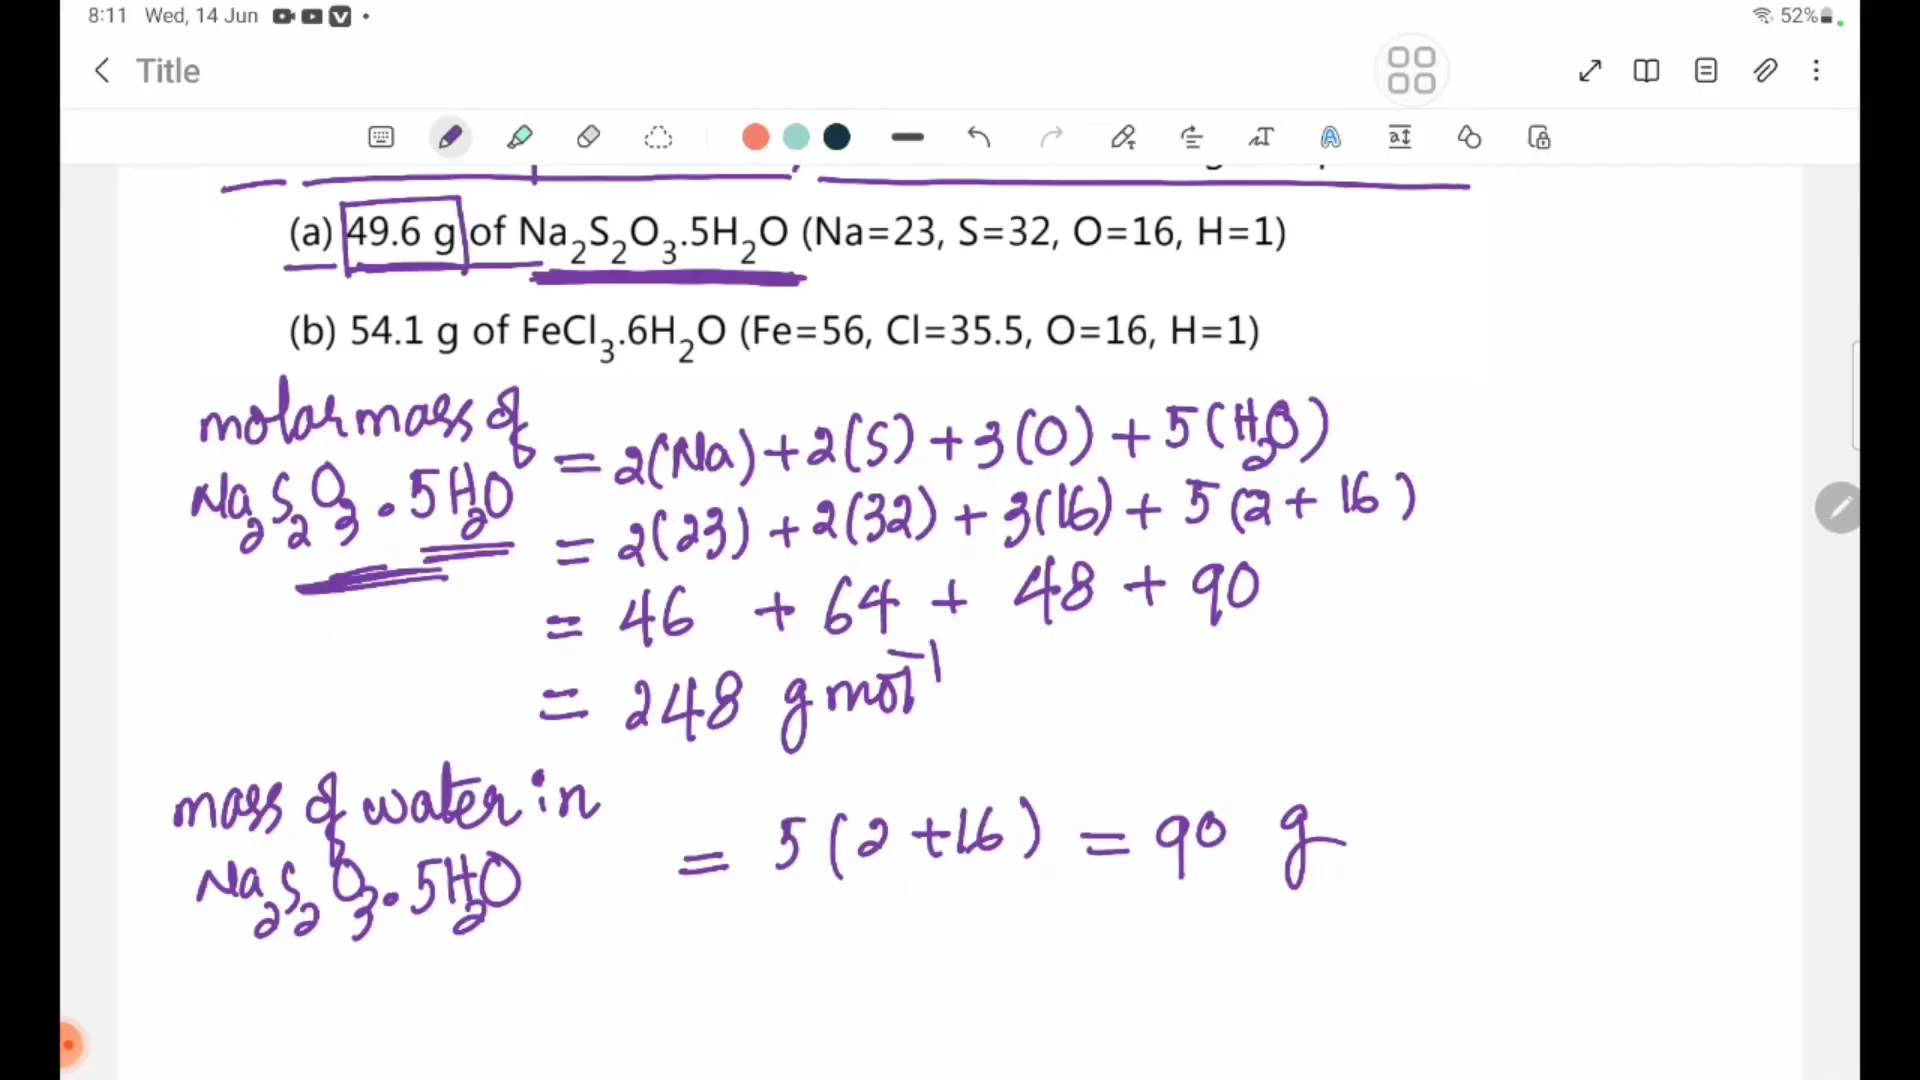 8:11 Wed, 14 Jun
52%
Title
(a) 49.6 g of Na₂S₂O₃.5H₂O (Na=23, S=32, O=16, H=1)
(b) 54.1 g of FeCl₃.6H₂O (Fe=56, Cl=35.5, O=16, H=1)
molar mass of
Na₂S₂O₃.5H₂O = 2(Na)+2(S)+3(O)+5(H₂O)
= 2(23)+2(32)+3(16)+5(2+16)
= 46 + 64 + 48 + 90
= 248 g mol⁻¹
mass of water in
Na₂S₂O₃.5H₂O = 5(2+16) = 90 g